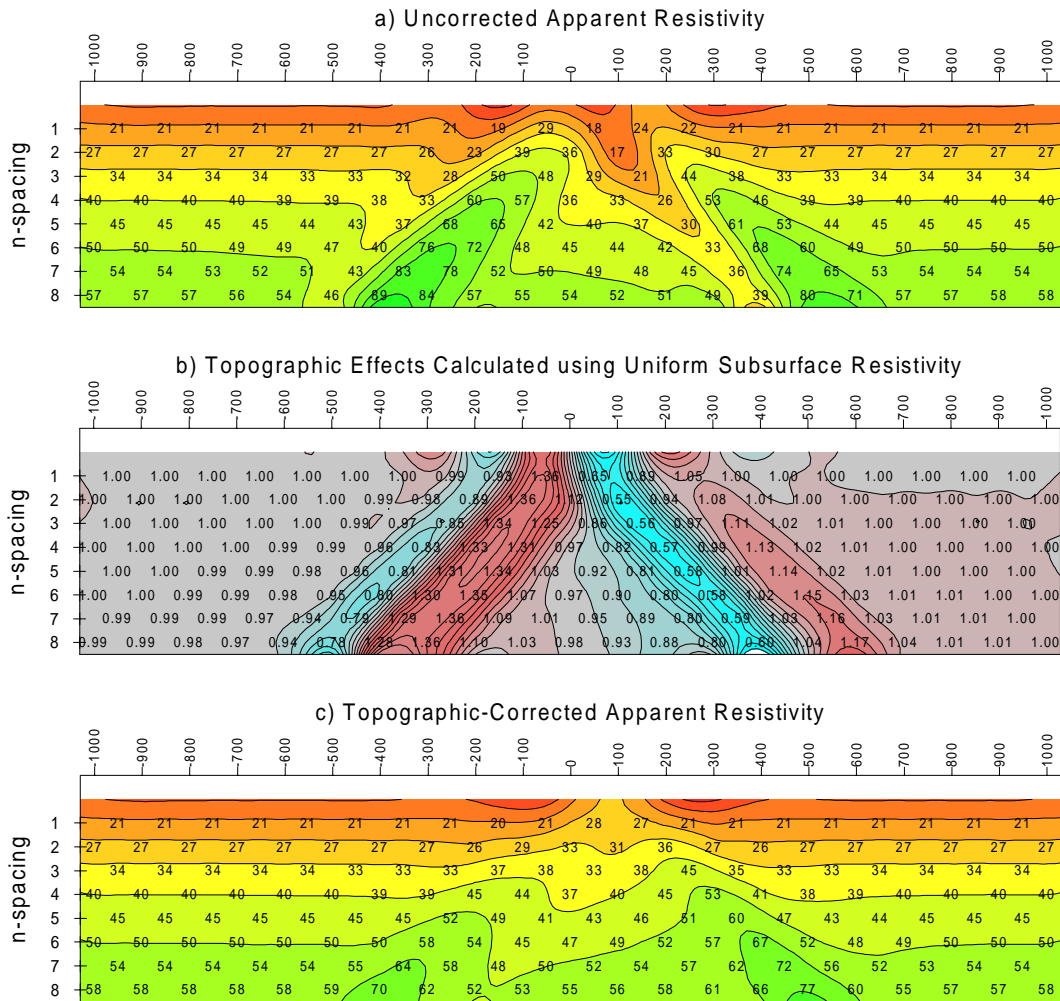 a) Uncorrected Apparent Resistivity
-1000 -900 -800 -700 -600 -500 -400 -300 -200 -100 0 100 200 300 400 500 600 700 800 900 1000
n-spacing
1 21 21 21 21 21 21 21 21 19 29 18 24 22 21 21 21 21 21 21 21
2 27 27 27 27 27 27 27 26 23 39 36 17 33 30 27 27 27 27 27 27 27
3 34 34 34 34 33 33 32 28 50 48 29 21 44 38 33 33 34 34 34 34
4 40 40 40 40 39 39 38 33 60 57 36 33 26 53 46 39 39 40 40 40 40
5 45 45 45 45 44 43 37 68 65 42 40 37 30 61 53 44 45 45 45 45
6 50 50 50 49 49 47 40 76 72 48 45 44 42 33 68 60 49 50 50 50 50
7 54 54 53 52 51 43 83 78 52 50 49 48 45 36 74 65 53 54 54 54
8 57 57 57 56 54 46 89 84 57 55 54 52 51 49 39 80 71 57 57 58 58
b) Topographic Effects Calculated using Uniform Subsurface Resistivity
-1000 -900 -800 -700 -600 -500 -400 -300 -200 -100 -0 100 200 300 400 500 600 700 800 900 1000
n-spacing
1 1.00 1.00 1.00 1.00 1.00 1.00 1.00 0.99 0.93 1.36 0.65 0.89 1.05 1.00 1.00 1.00 1.00 1.00 1.00 1.00
2 1.00 1.00 1.00 1.00 1.00 1.00 0.99 0.98 0.89 1.36 1.12 0.55 0.94 1.08 1.01 1.00 1.00 1.00 1.00 1.00 1.00
3 1.00 1.00 1.00 1.00 1.00 0.99 0.97 0.85 1.34 1.25 0.86 0.56 0.97 1.11 1.02 1.01 1.00 1.00 1.00 1.00
4 1.00 1.00 1.00 1.00 0.99 0.99 0.96 0.83 1.33 1.31 0.97 0.82 0.57 0.99 1.13 1.02 1.01 1.00 1.00 1.00 1.00
5 1.00 1.00 0.99 0.99 0.98 0.96 0.81 1.31 1.34 1.03 0.92 0.81 0.58 1.01 1.14 1.02 1.01 1.00 1.00 1.00
6 1.00 1.00 0.99 0.99 0.98 0.95 0.80 1.30 1.35 1.07 0.97 0.90 0.80 0.58 1.02 1.15 1.03 1.01 1.01 1.00 1.00
7 0.99 0.99 0.99 0.97 0.94 0.79 1.29 1.36 1.09 1.01 0.95 0.89 0.80 0.59 1.03 1.16 1.03 1.01 1.01 1.00
8 0.99 0.99 0.98 0.97 0.94 0.78 1.28 1.36 1.10 1.03 0.98 0.93 0.88 0.80 0.60 1.04 1.17 1.04 1.01 1.01 1.00
c) Topographic-Corrected Apparent Resistivity
-1000 -900 -800 -700 -600 -500 -400 -300 -200 -100 0 100 200 300 400 500 600 700 800 900 1000
n-spacing
1 21 21 21 21 21 21 21 21 20 21 28 27 21 21 21 21 21 21 21 21
2 27 27 27 27 27 27 27 27 26 29 33 31 36 27 26 27 27 27 27 27 27
3 34 34 34 34 34 33 33 33 37 38 33 38 45 35 33 33 34 34 34 34
4 40 40 40 40 40 40 39 39 45 44 37 40 45 53 41 38 39 40 40 40 40
5 45 45 45 45 45 45 45 52 49 41 43 46 51 60 47 43 44 45 45 45
6 50 50 50 50 50 50 50 58 54 45 47 49 52 57 67 52 48 49 50 50 50
7 54 54 54 54 54 55 64 58 48 50 52 54 57 62 72 56 52 53 54 54
8 58 58 58 58 58 59 70 62 52 53 55 56 58 61 66 77 60 55 57 57 58